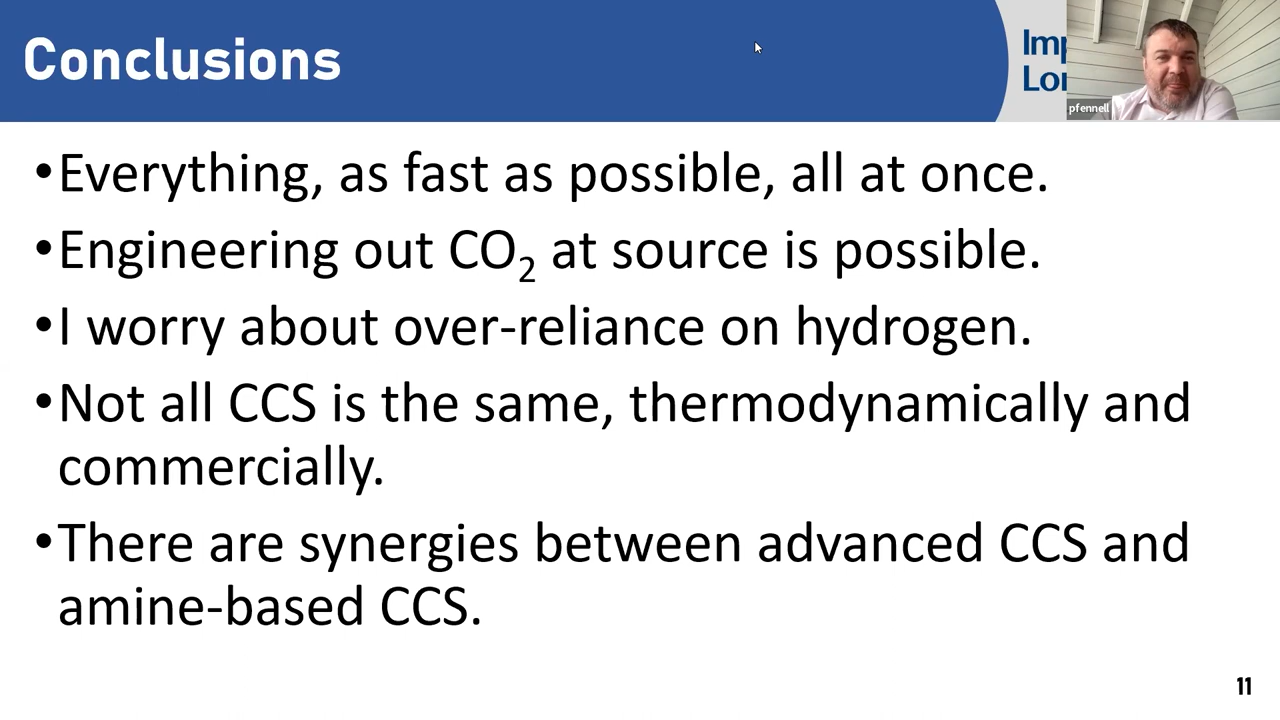 Conclusions
pfennell
•Everything, as fast as possible, all at once.
•Engineering out CO₂ at source is possible.
•I worry about over-reliance on hydrogen.
•Not all CCS is the same, thermodynamically and
commercially.
•There are synergies between advanced CCS and
amine-based CCS.
11